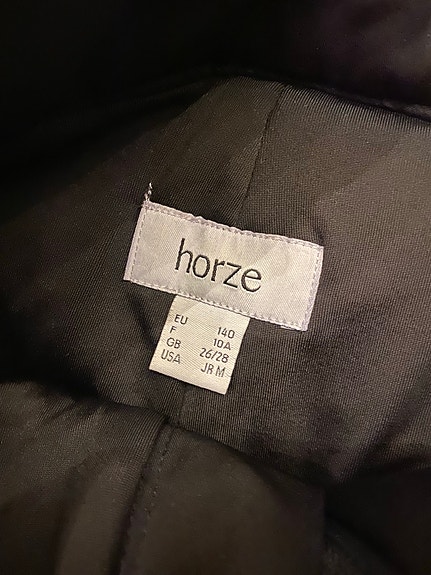 horze
EU 140
F 10A
GB 26/28
USA JR M